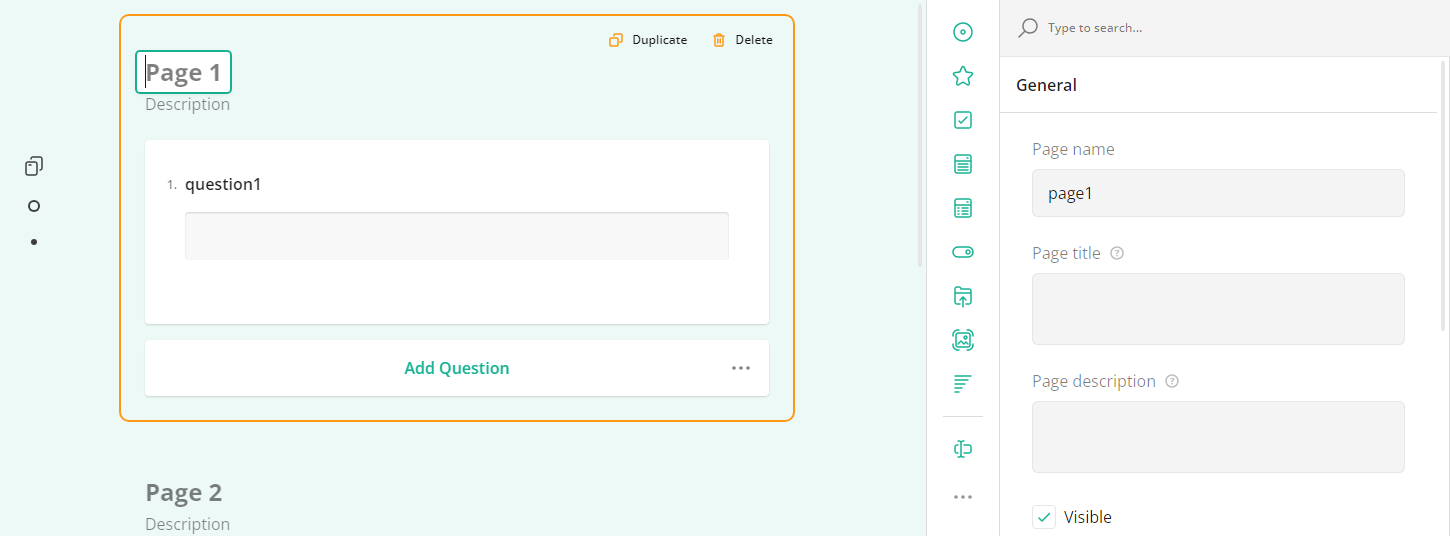 Duplicate
Delete
Page 1
Description
1. question1
Add Question
Page 2
Description
Type to search...
General
Page name
page1
Page title
Page description
Visible